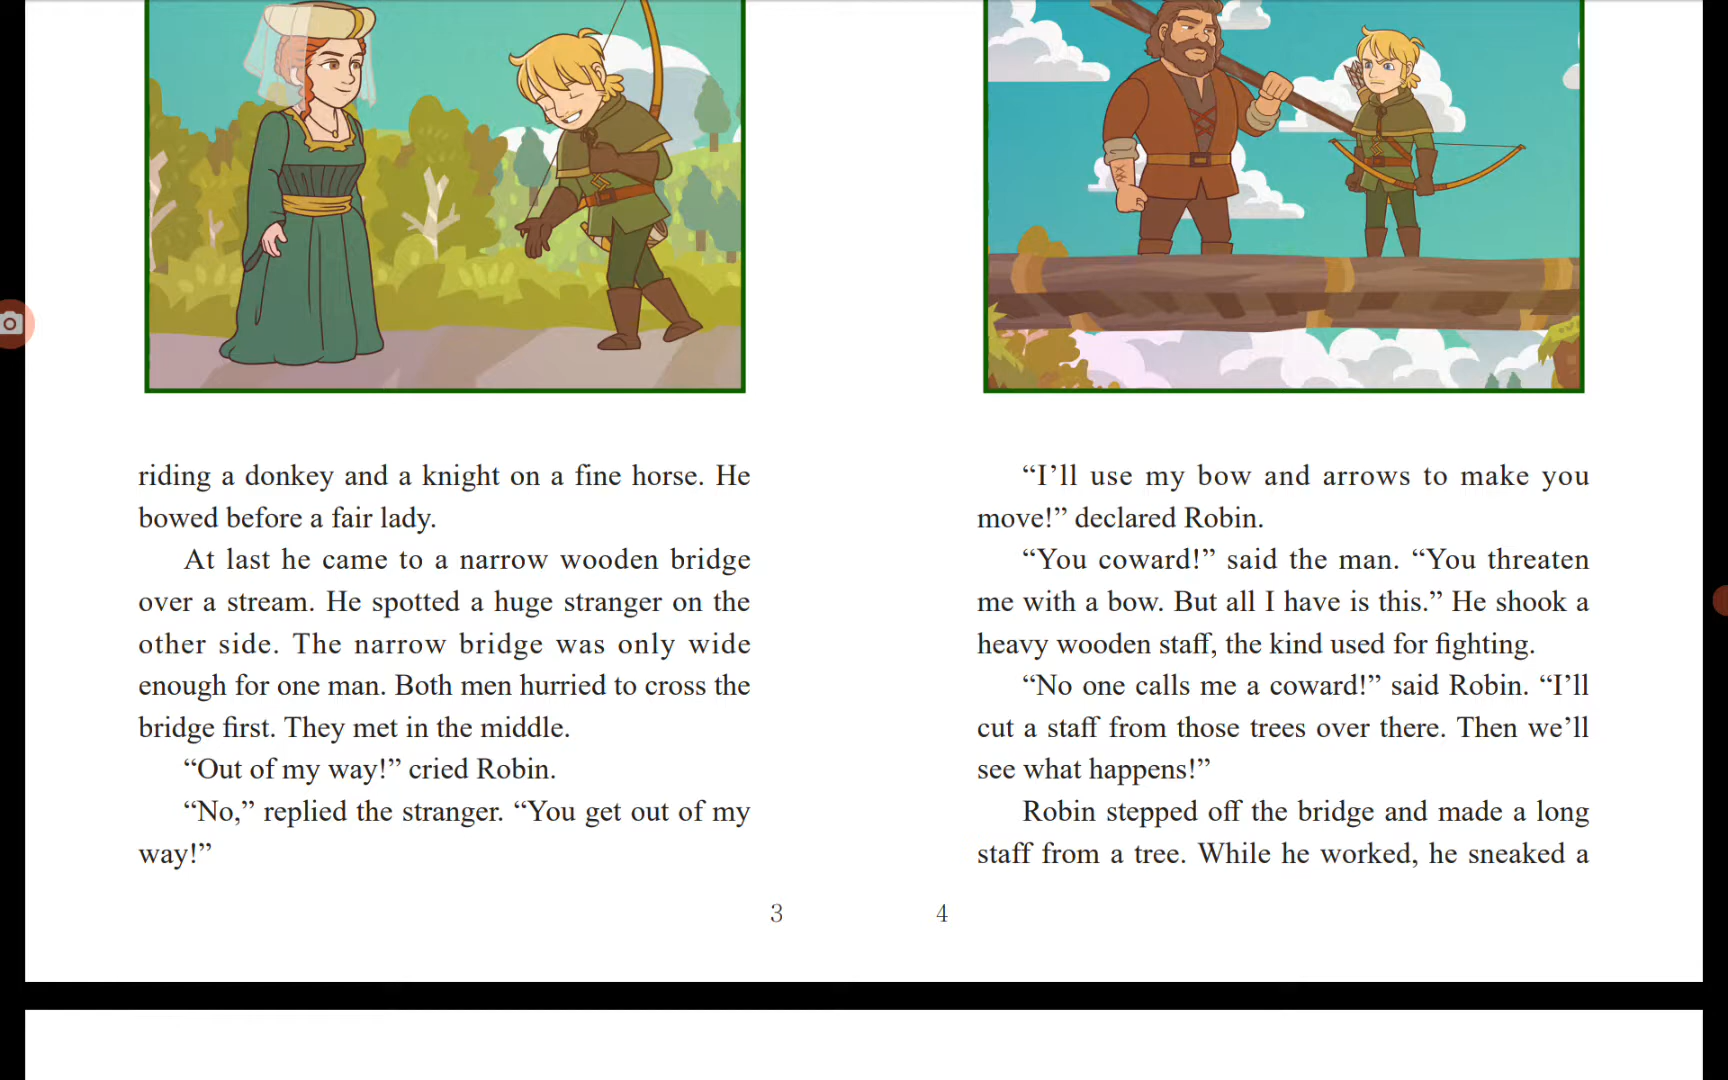 riding a donkey and a knight on a fine horse. He
bowed before a fair lady.
At last he came to a narrow wooden bridge
over a stream. He spotted a huge stranger on the
other side. The narrow bridge was only wide
enough for one man. Both men hurried to cross the
bridge first. They met in the middle.
“Out of my way!” cried Robin.
“No,” replied the stranger. “You get out of my
way!”
3
“I’ll use my bow and arrows to make you
move!” declared Robin.
“You coward!” said the man. “You threaten
me with a bow. But all I have is this.” He shook a
heavy wooden staff, the kind used for fighting.
“No one calls me a coward!” said Robin. “I’ll
cut a staff from those trees over there. Then we’ll
see what happens!”
Robin stepped off the bridge and made a long
staff from a tree. While he worked, he sneaked a
4